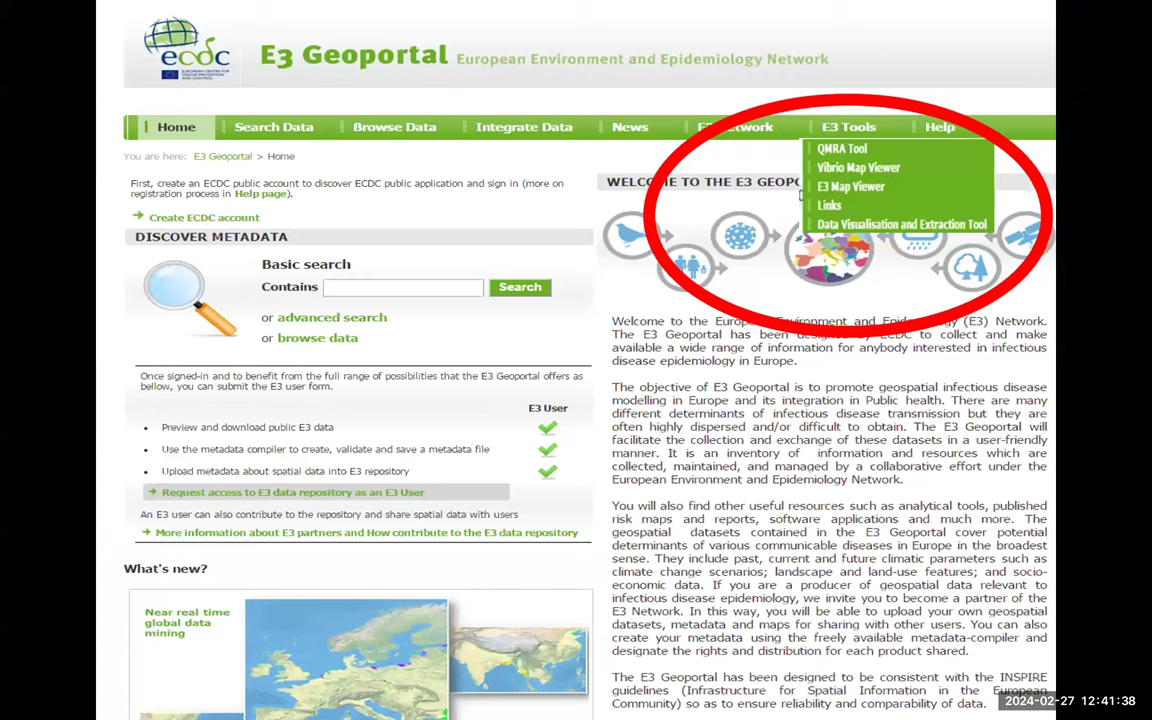 ecdc
EUROPEAN CENTRE FOR
DISEASE PREVENTION
AND CONTROL
E3 Geoportal European Environment and Epidemiology Network
Home Search Data Browse Data Integrate Data News E3 Network E3 Tools Help
You are here: E3 Geoportal > Home
QMRA Tool
Vibrio Map Viewer
E3 Map Viewer
Links
Data Visualisation and Extraction Tool
First, create an ECDC public account to discover ECDC public application and sign in (more on
registration process in Help page).
Create ECDC account
DISCOVER METADATA
Basic search
Contains Search
or advanced search
or browse data
Once signed-in and to benefit from the full range of possibilities that the E3 Geoportal offers as
bellow, you can submit the E3 user form.
E3 User
• Preview and download public E3 data
• Use the metadata compiler to create, validate and save a metadata file
• Upload metadata about spatial data into E3 repository
Request access to E3 data repository as an E3 User
An E3 user can also contribute to the repository and share spatial data with users
More information about E3 partners and How contribute to the E3 data repository
What's new?
Near real time
global data
mining
WELCOME TO THE E3 GEOP
Welcome to the European Environment and Epidemiology (E3) Network.
The E3 Geoportal has been designed by ECDC to collect and make
available a wide range of information for anybody interested in infectious
disease epidemiology in Europe.
The objective of E3 Geoportal is to promote geospatial infectious disease
modelling in Europe and its integration in Public health. There are many
different determinants of infectious disease transmission but they are
often highly dispersed and/or difficult to obtain. The E3 Geoportal will
facilitate the collection and exchange of these datasets in a user-friendly
manner. It is an inventory of information and resources which are
collected, maintained, and managed by a collaborative effort under the
European Environment and Epidemiology Network.
You will also find other useful resources such as analytical tools, published
risk maps and reports, software applications and much more. The
geospatial datasets contained in the E3 Geoportal cover potential
determinants of various communicable diseases in Europe in the broadest
sense. They include past, current and future climatic parameters such as
climate change scenarios; landscape and land-use features; and socio-
economic data. If you are a producer of geospatial data relevant to
infectious disease epidemiology, we invite you to become a partner of the
E3 Network. In this way, you will be able to upload your own geospatial
datasets, metadata and maps for sharing with other users. You can also
create your metadata using the freely available metadata-compiler and
designate the rights and distribution for each product shared.
The E3 Geoportal has been designed to be consistent with the INSPIRE
guidelines (Infrastructure for Spatial Information in the European
Community) so as to ensure reliability and comparability of data.
2024-02-27 12:41:38